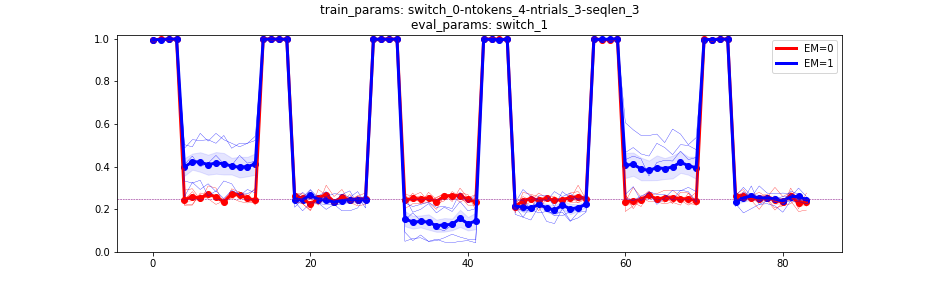 train_params: switch_0-ntokens_4-ntrials_3-seqlen_3
eval_params: switch_1
1.0
0.8
0.6
0.4
0.2
0.0
EM=0
EM=1
0 20 40 60 80